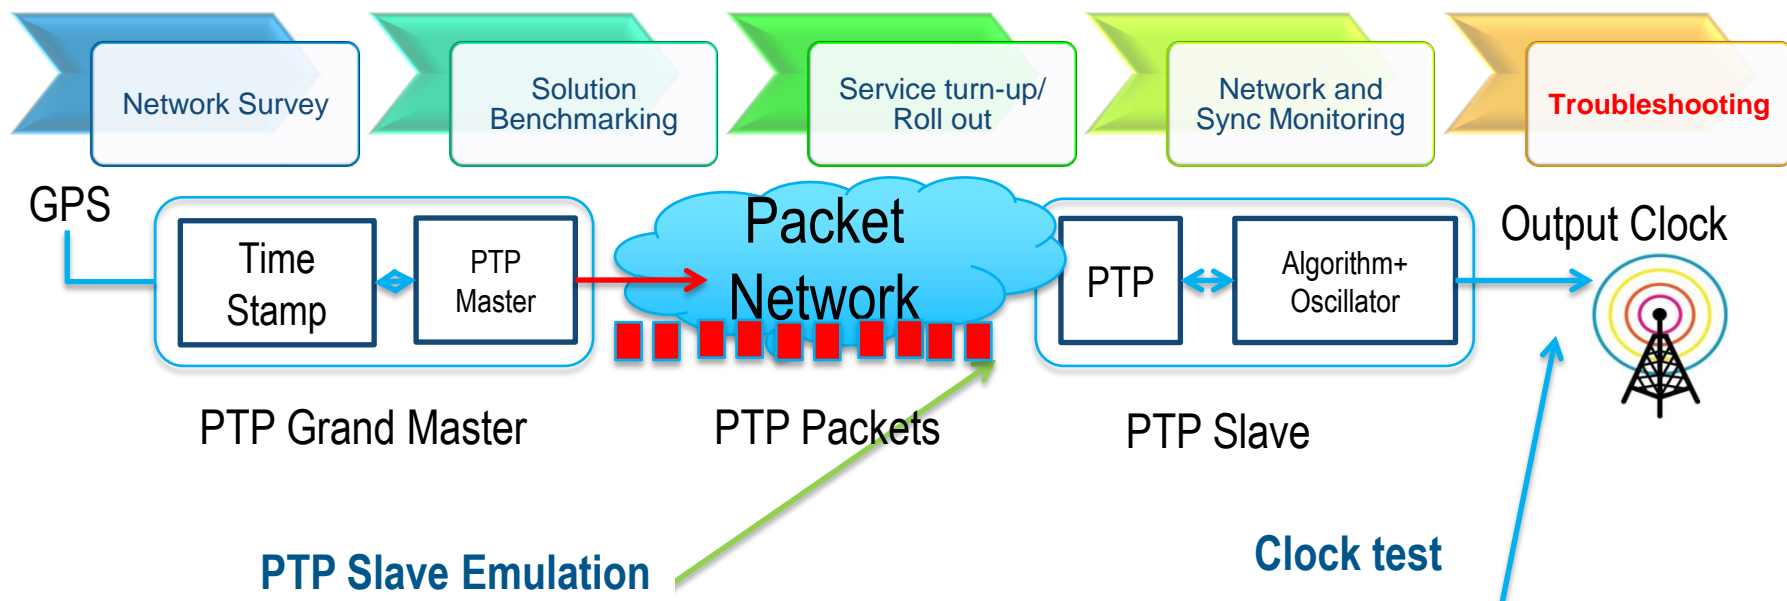 Network Survey
Solution
Benchmarking
Service turn-up/
Roll out
Network and
Sync Monitoring
Troubleshooting
GPS
Time
Stamp
PTP
Master
Packet
Network
PTP
Algorithm+
Oscillator
Output Clock
PTP Grand Master
PTP Packets
PTP Slave
PTP Slave Emulation
Clock test